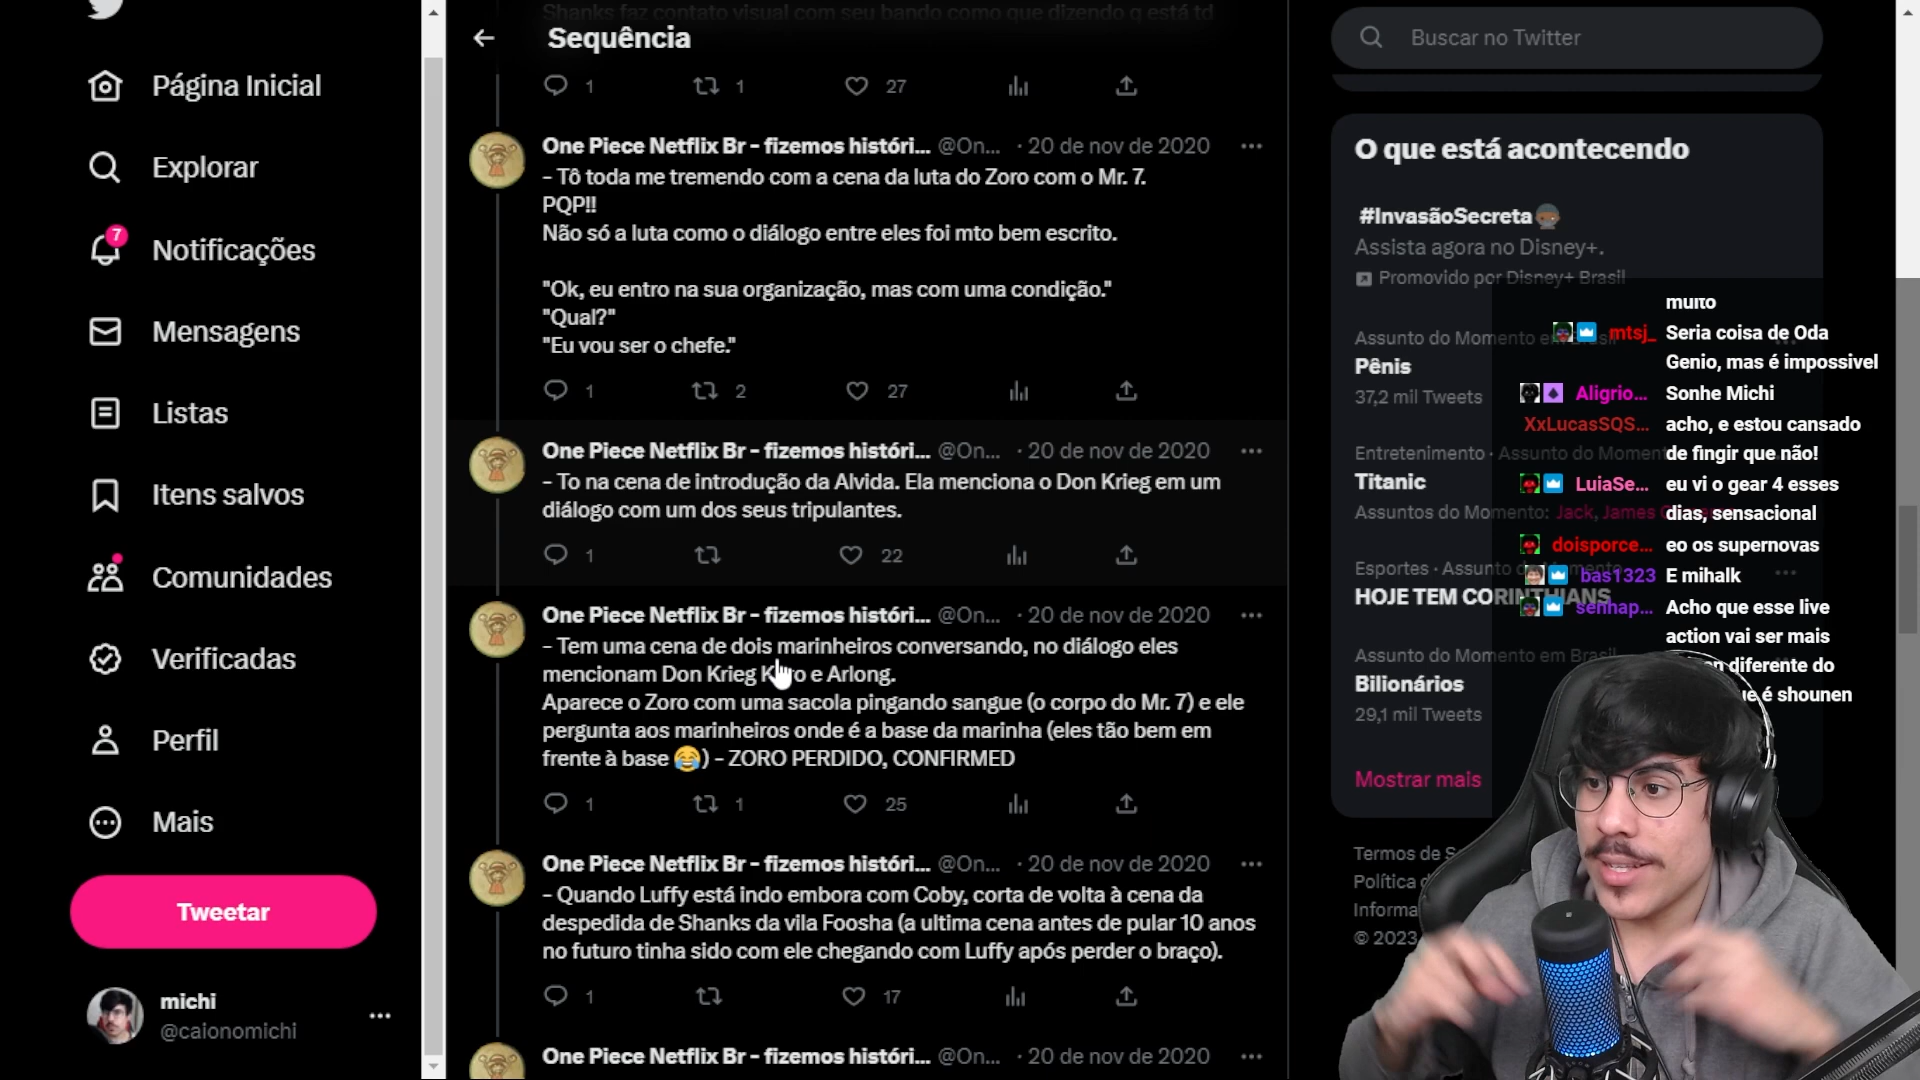 Página Inicial
Explorar
7
Notificações
Mensagens
Listas
Itens salvos
Comunidades
Verificadas
Perfil
Mais
Tweetar
michi
@caionomichi
Shanks faz contato visual com seu bando como que dizendo q está td
Sequência
1 1 27
One Piece Netflix Br - fizemos históri... @On... · 20 de nov de 2020
- Tô toda me tremendo com a cena da luta do Zoro com o Mr. 7.
PQP!!
Não só a luta como o diálogo entre eles foi mto bem escrito.
"Ok, eu entro na sua organização, mas com uma condição."
"Qual?"
"Eu vou ser o chefe."
1 2 27
One Piece Netflix Br - fizemos históri... @On... · 20 de nov de 2020
- To na cena de introdução da Alvida. Ela menciona o Don Krieg em um
diálogo com um dos seus tripulantes.
1 22
One Piece Netflix Br - fizemos históri... @On... · 20 de nov de 2020
- Tem uma cena de dois marinheiros conversando, no diálogo eles
mencionam Don Krieg e Arlong.
Aparece o Zoro com uma sacola pingando sangue (o corpo do Mr. 7) e ele
pergunta aos marinheiros onde é a base da marinha (eles tão bem em
frente à base 😂) - ZORO PERDIDO, CONFIRMED
1 1 25
One Piece Netflix Br - fizemos históri... @On... · 20 de nov de 2020
- Quando Luffy está indo embora com Coby, corta de volta à cena da
despedida de Shanks da vila Foosha (a ultima cena antes de pular 10 anos
no futuro tinha sido com ele chegando com Luffy após perder o braço).
1 17
One Piece Netflix Br - fizemos históri... @On... · 20 de nov de 2020
Buscar no Twitter
O que está acontecendo
#InvasãoSecreta
Assista agora no Disney+.
Promovido por Disney+ Brasil
Assunto do Momento em Brasil
Pênis
37,2 mil Tweets
Entretenimento · Assunto do Moment
Titanic
Assuntos do Momento: Jack, James
Esportes · Assunto do Momento
HOJE TEM CORINTHIANS
Assunto do Momento em Brasil
Bilionários
29,1 mil Tweets
Mostrar mais
Termos de
Política
Informa
© 2023
muito
mtsj_ Seria coisa de Oda
Genio, mas é impossivel
Aligrio... Sonhe Michi
XxLucasSQS... acho, e estou cansado
de fingir que não!
LuiaSe... eu vi o gear 4 esses
dias, sensacional
doisporce... eo os supernovas
bas1323 E mihalk
senhap... Acho que esse live
action vai ser mais
diferente do
é shounen